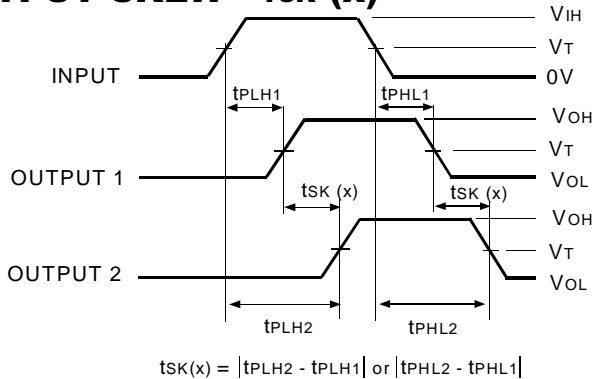 tSK (x)
VIH
VT
INPUT
0V
tPLH1
tPHL1
VOH
VT
OUTPUT 1
VOL
tSK (x)
tSK (x)
VOH
VT
OUTPUT 2
VOL
tPLH2
tPHL2
tSK(x) = |tPLH2 - tPLH1| or |tPHL2 - tPHL1|